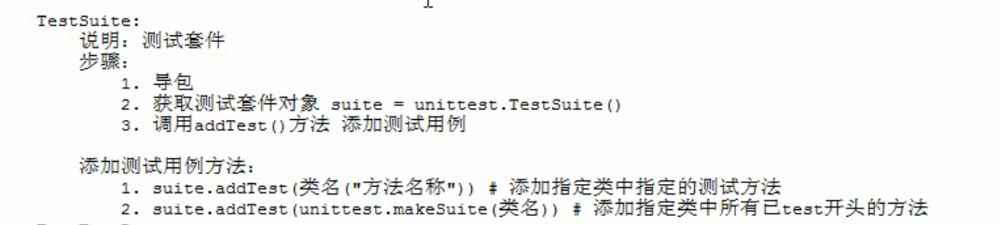 TestSuite:
说明: 测试套件
步骤:
1. 导包
2. 获取测试套件对象 suite = unittest.TestSuite()
3. 调用addTest()方法 添加测试用例
添加测试用例方法:
1. suite.addTest(类名("方法名称")) # 添加指定类中指定的测试方法
2. suite.addTest(unittest.makeSuite(类名)) # 添加指定类中所有已test开头的方法